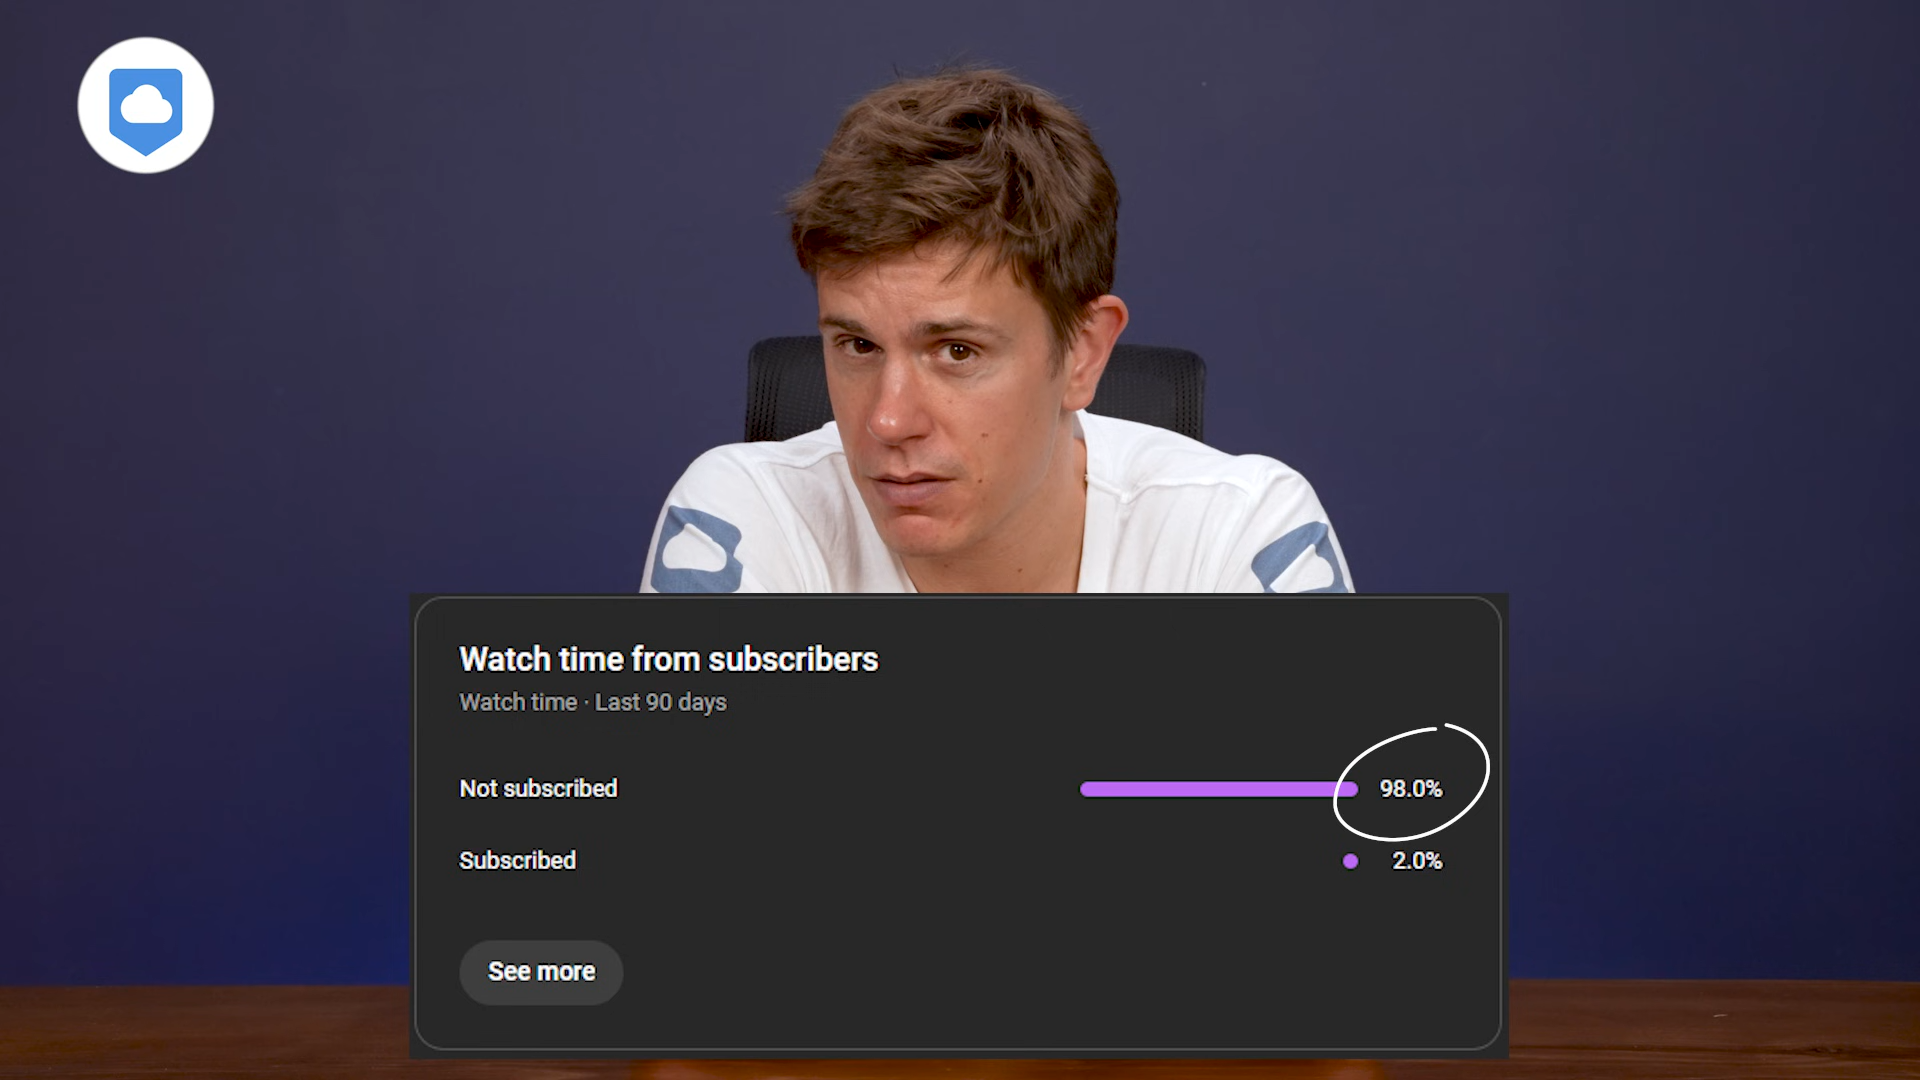 Watch time from subscribers
Watch time · Last 90 days
Not subscribed 98.0%
Subscribed 2.0%
See more